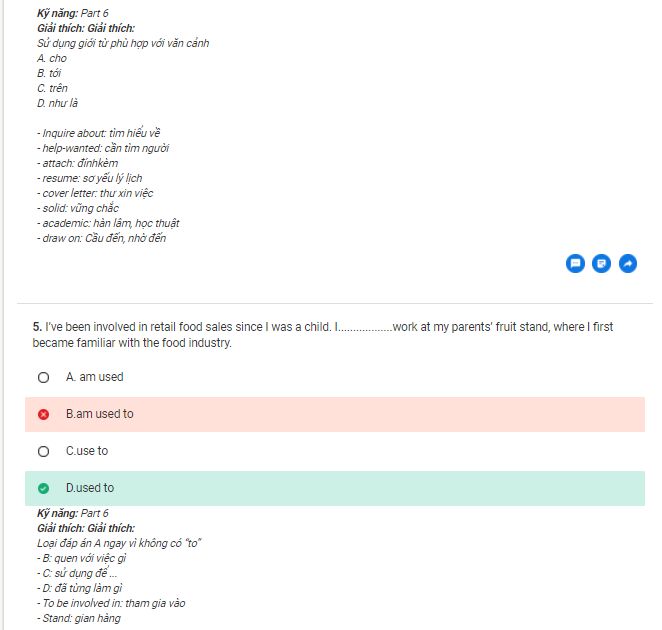 Kỹ năng: Part 6
Giải thích: Giải thích:
Sử dụng giới từ phù hợp với văn cảnh
A. cho
B. tới
C. trên
D. như là
- Inquire about: tìm hiểu về
- help-wanted: cần tìm người
- attach: đínhkèm
- resume: sơ yếu lý lịch
- cover letter: thư xin việc
- solid: vững chắc
- academic: hàn lâm, học thuật
- draw on: Cầu đến, nhờ đến
5. I've been involved in retail food sales since I was a child. I..................work at my parents' fruit stand, where I first
became familiar with the food industry.
A. am used
B.am used to
C.use to
D.used to
Kỹ năng: Part 6
Giải thích: Giải thích:
Loại đáp án A ngay vì không có "to"
- B: quen với việc gì
- C: sử dụng để ...
- D: đã từng làm gì
- To be involved in: tham gia vào
- Stand: gian hàng